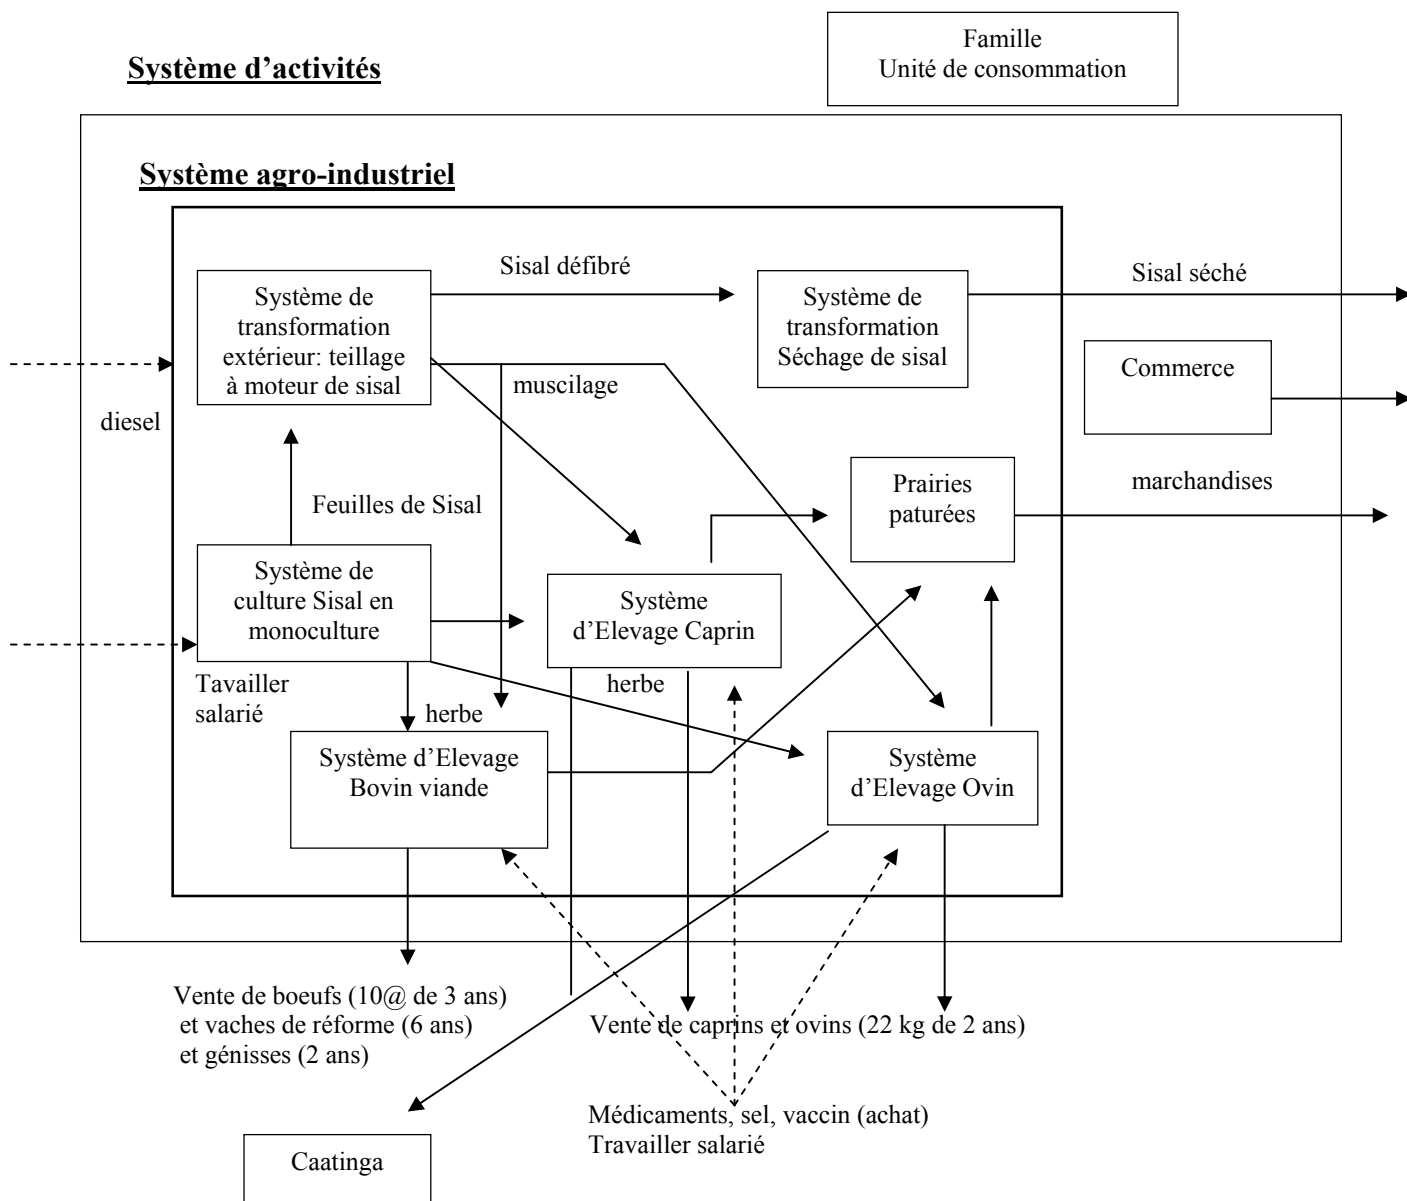 Famille
Unité de consommation
Système d'activités
Système agro-industriel
Sisal défibré
Sisal séché
Système de
transformation
extérieur: teillage
à moteur de sisal
Système de
transformation
Séchage de sisal
Commerce
muscilage
diesel
Feuilles de Sisal
Prairies
paturées
marchandises
Système de
culture Sisal en
monoculture
Système
d'Elevage Caprin
Tavailler
salarié
herbe
herbe
Système d'Elevage
Bovin viande
Système
d'Elevage Ovin
Vente de boeufs (10@ de 3 ans)
et vaches de réforme (6 ans)
et génisses (2 ans)
Vente de caprins et ovins (22 kg de 2 ans)
Médicaments, sel, vaccin (achat)
Travailler salarié
Caatinga